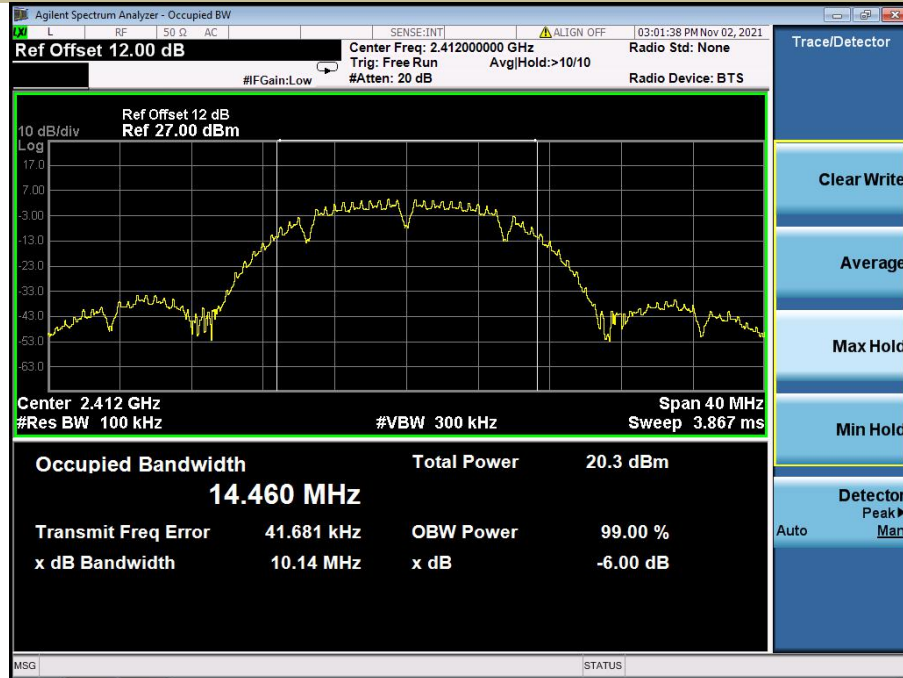 Agilent Spectrum Analyzer - Occupied BW
LXI L RF 50 Ω AC SENSE:INT ALIGN OFF 03:01:38 PM Nov 02, 2021
Ref Offset 12.00 dB
Center Freq: 2.412000000 GHz
Radio Std: None
Trig: Free Run Avg|Hold:>10/10
#IFGain:Low
#Atten: 20 dB
Radio Device: BTS
Trace/Detector
Ref Offset 12 dB
10 dB/div Ref 27.00 dBm
Log
17.0
7.00
-3.00
-13.0
-23.0
-33.0
-43.0
-53.0
-63.0
Center 2.412 GHz Span 40 MHz
#Res BW 100 kHz #VBW 300 kHz Sweep 3.867 ms
Occupied Bandwidth Total Power 20.3 dBm
14.460 MHz
Transmit Freq Error 41.681 kHz OBW Power 99.00 %
x dB Bandwidth 10.14 MHz x dB -6.00 dB
Clear Write
Average
Max Hold
Min Hold
Detector
Peak
Auto Man
MSG STATUS